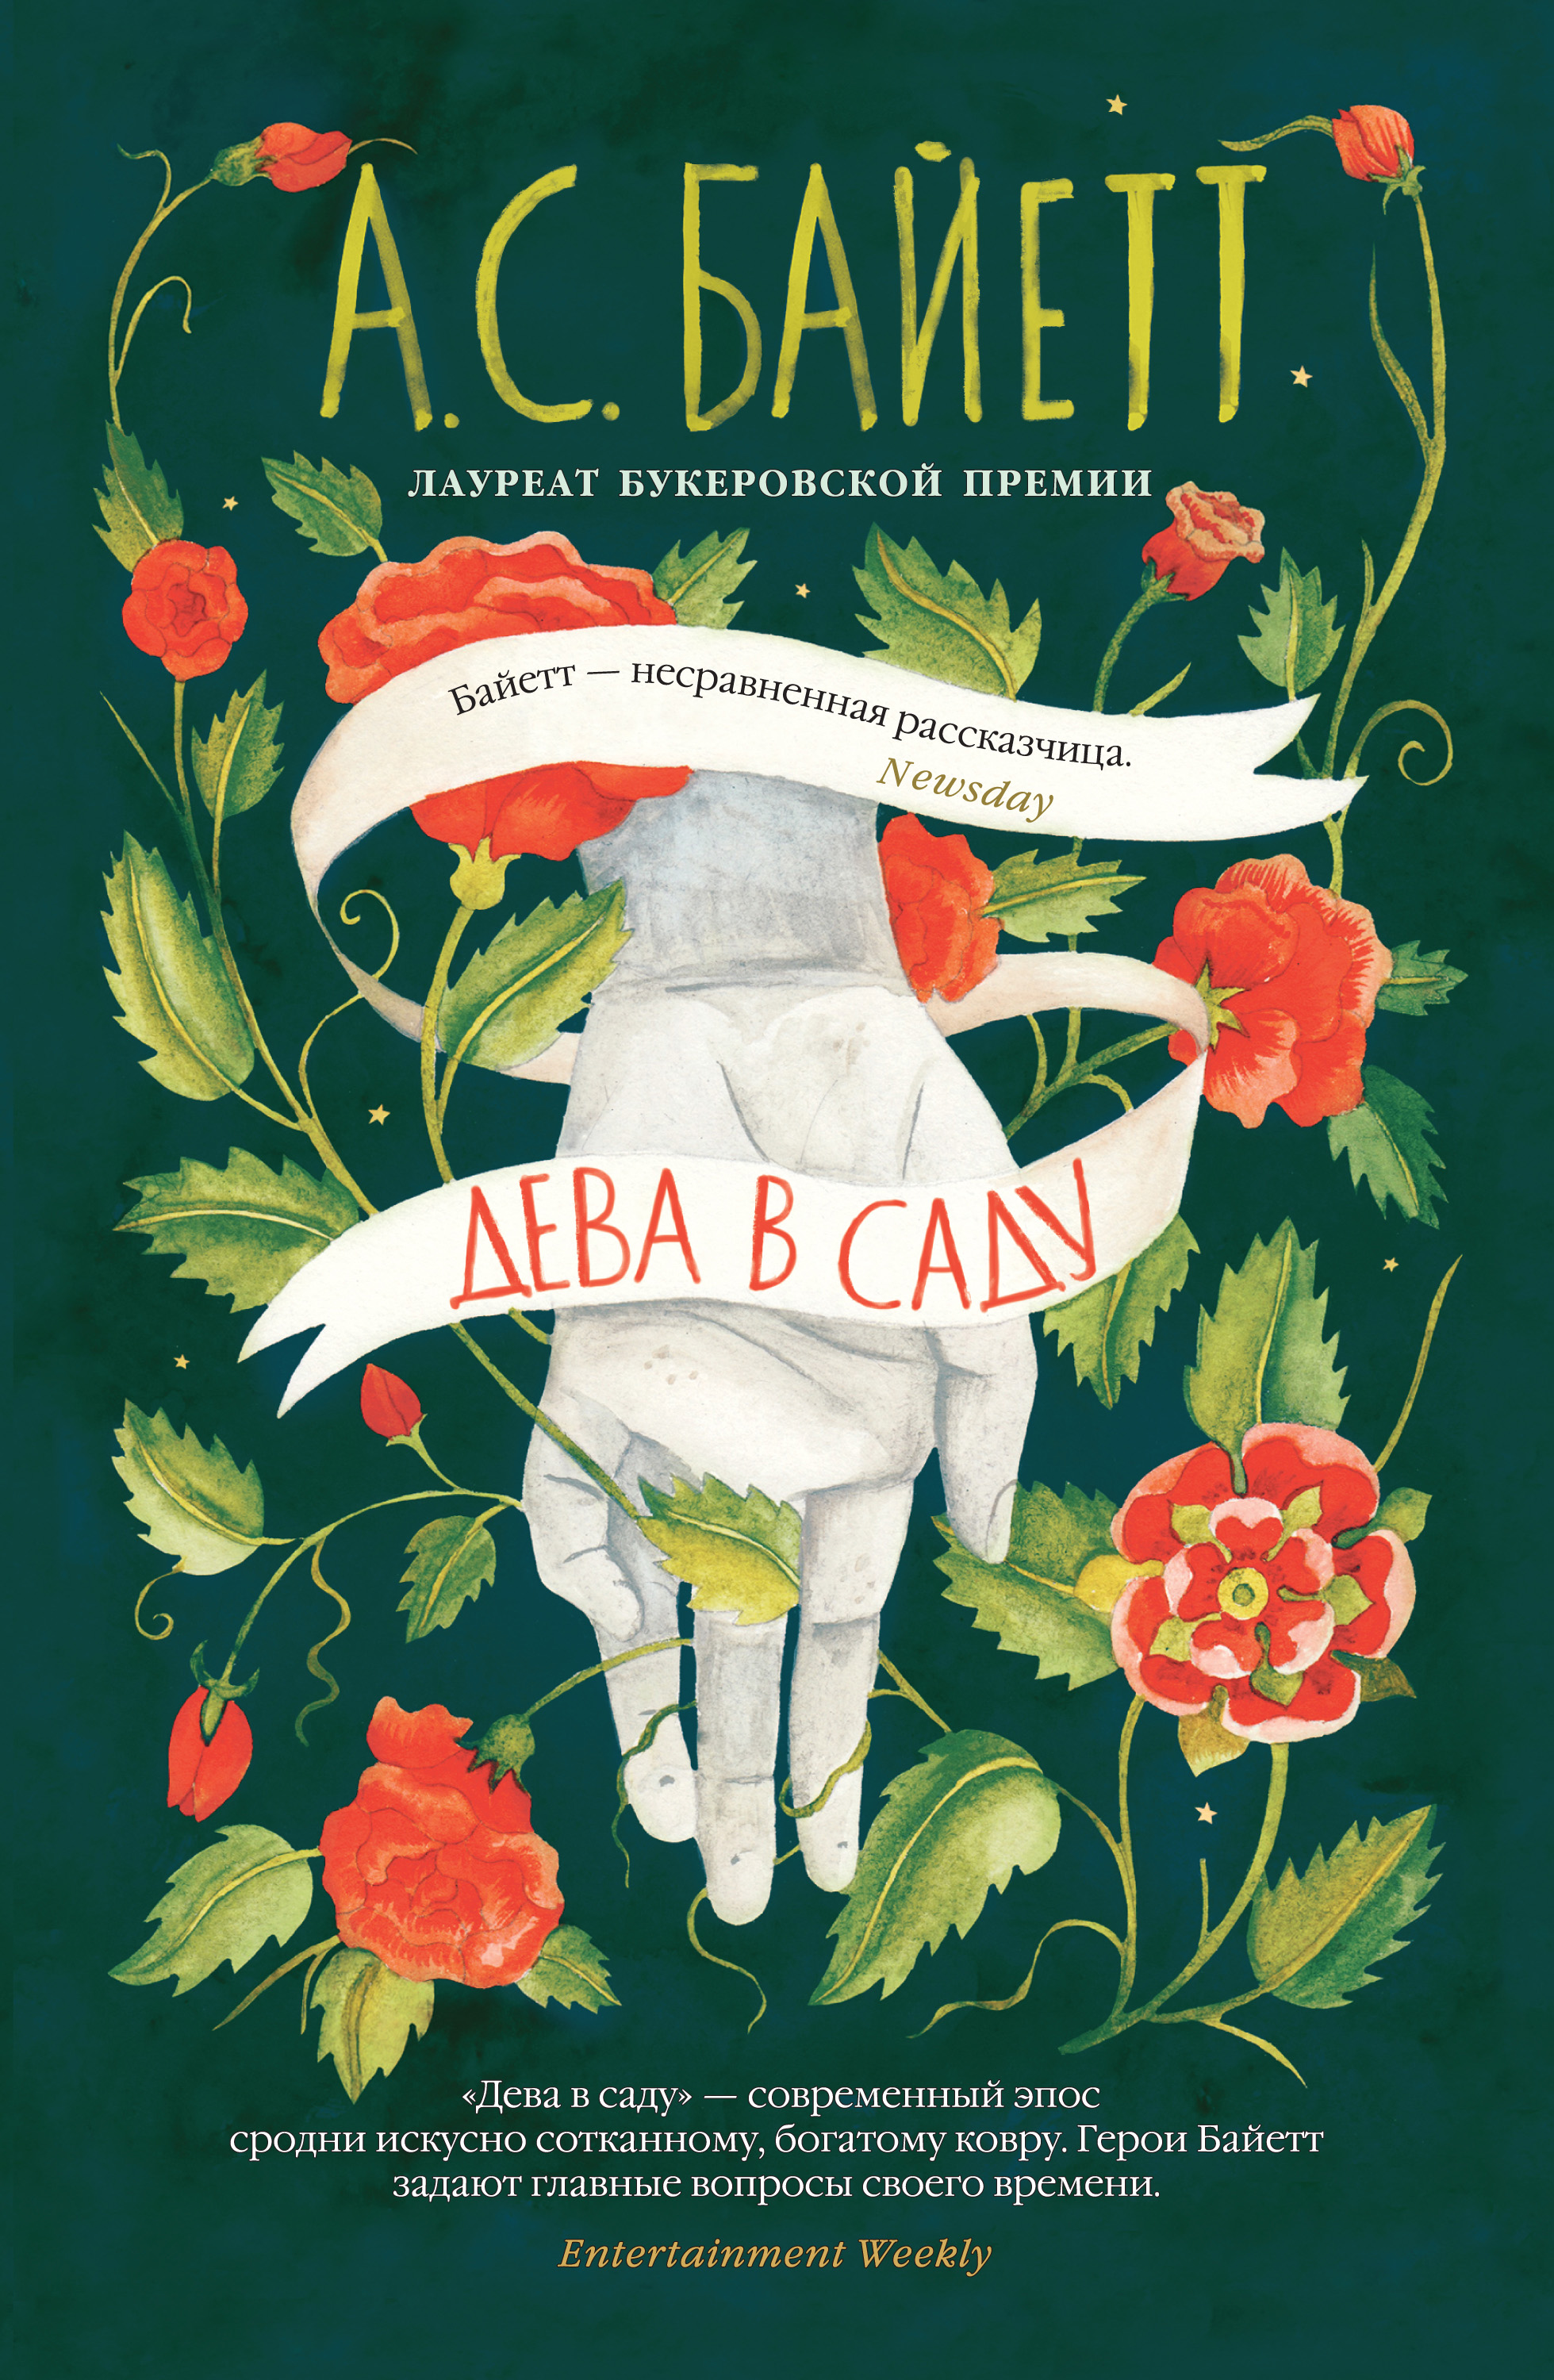 А.С. БАЙЕТТ
ЛАУРЕАТ БУКЕРОВСКОЙ ПРЕМИИ
Байетт — несравненная рассказчица.
Newsday
ДЕВА В САДУ
«Дева в саду» — современный эпос
сродни искусно сотканному, богатому ковру. Герои Байетт
задают главные вопросы своего времени.
Entertainment Weekly